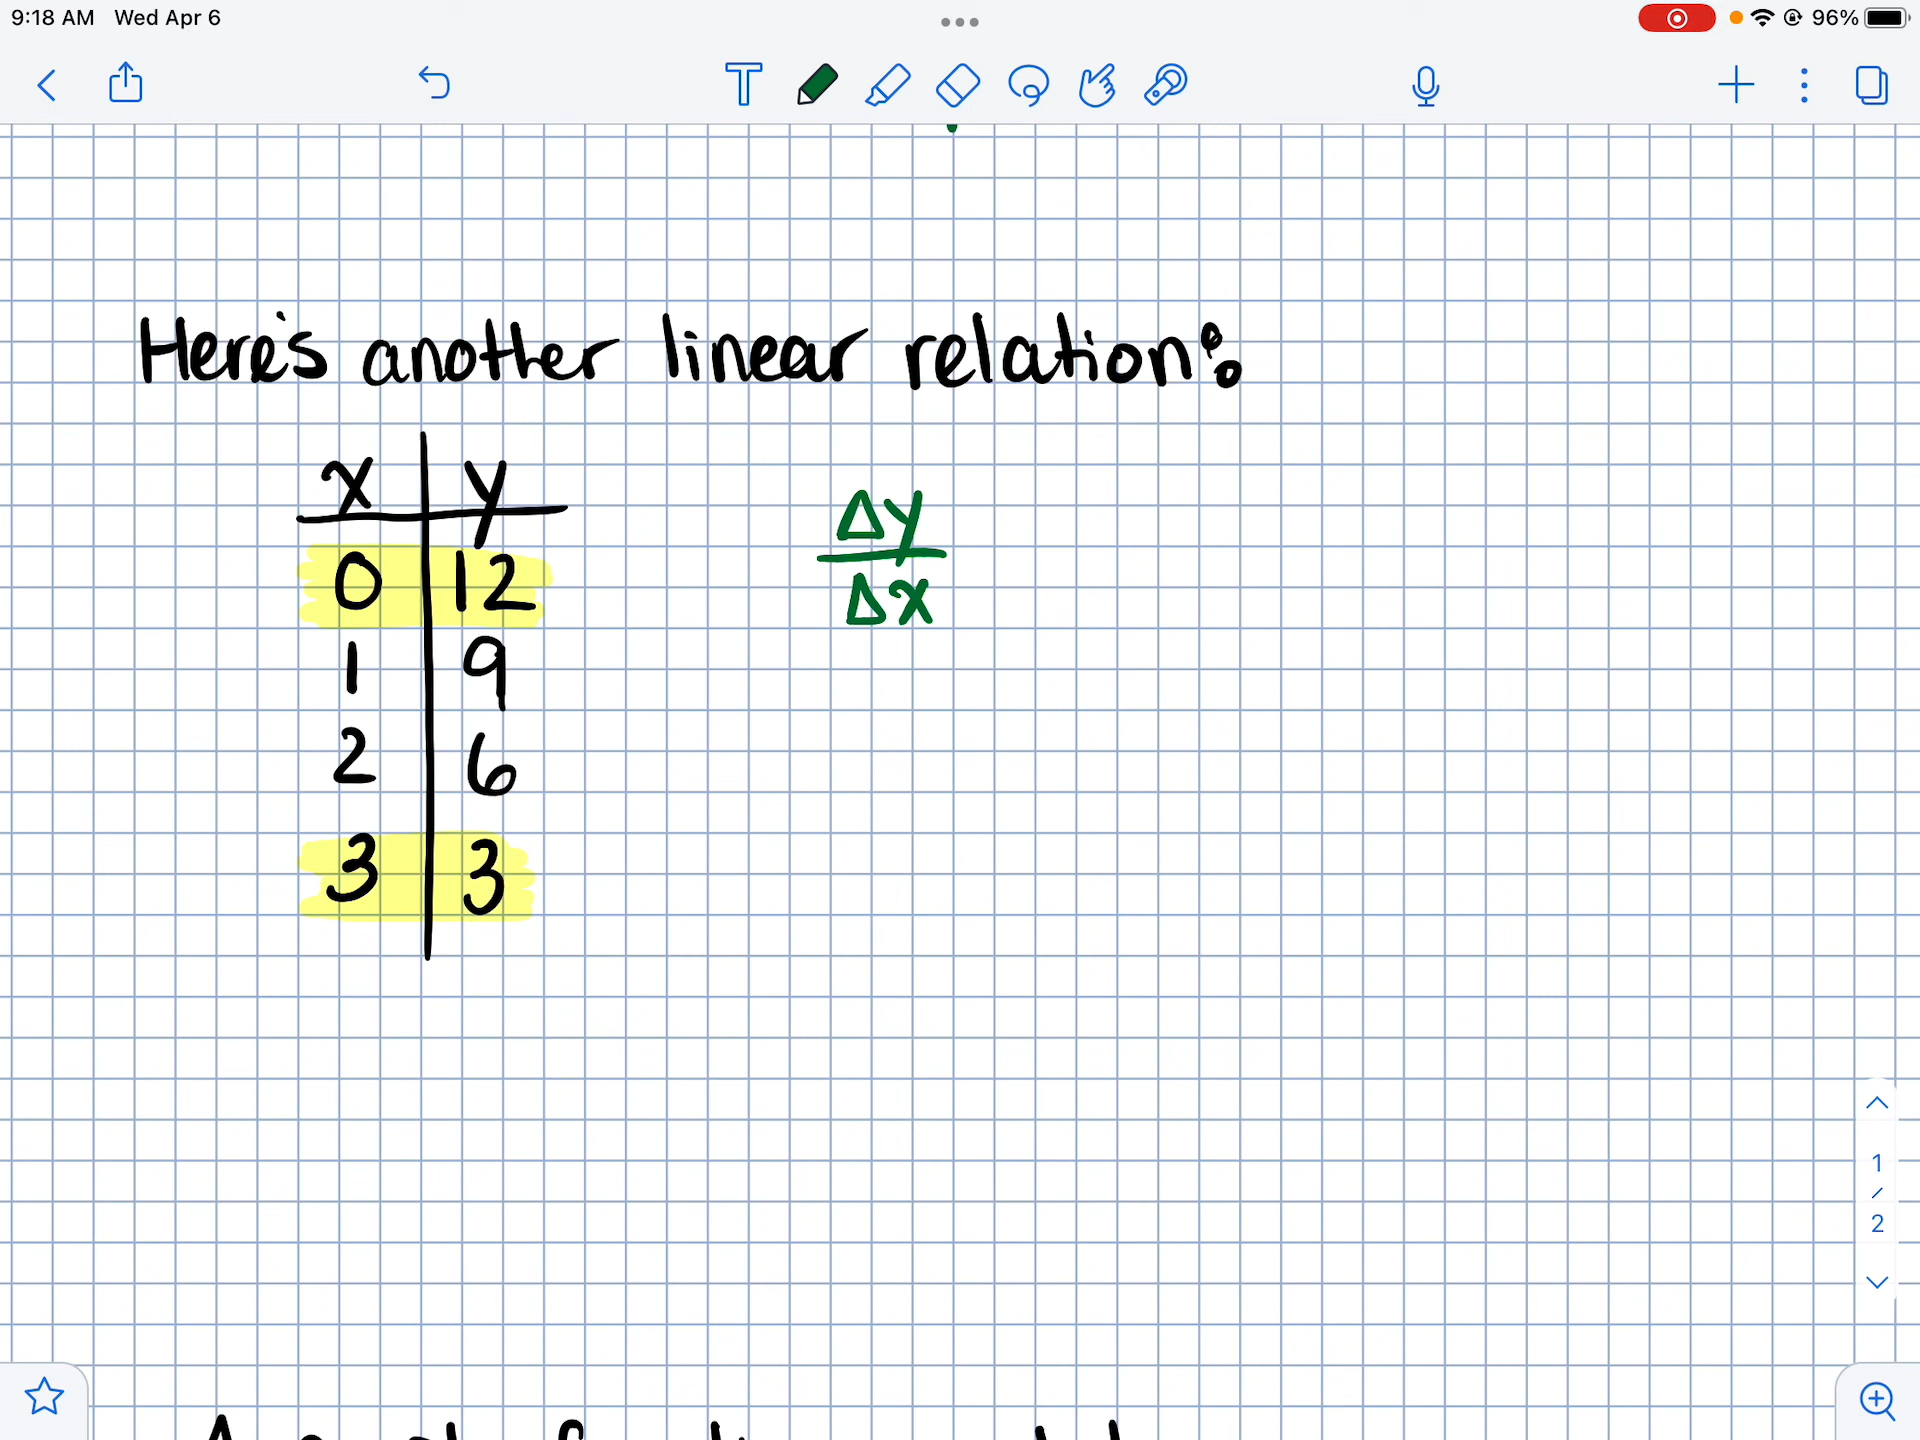 9:18 AM Wed Apr 6
96%
T
Here's another linear relation:
x y
0 12
1 9
2 6
3 3
Δy
Δx
1
/
2